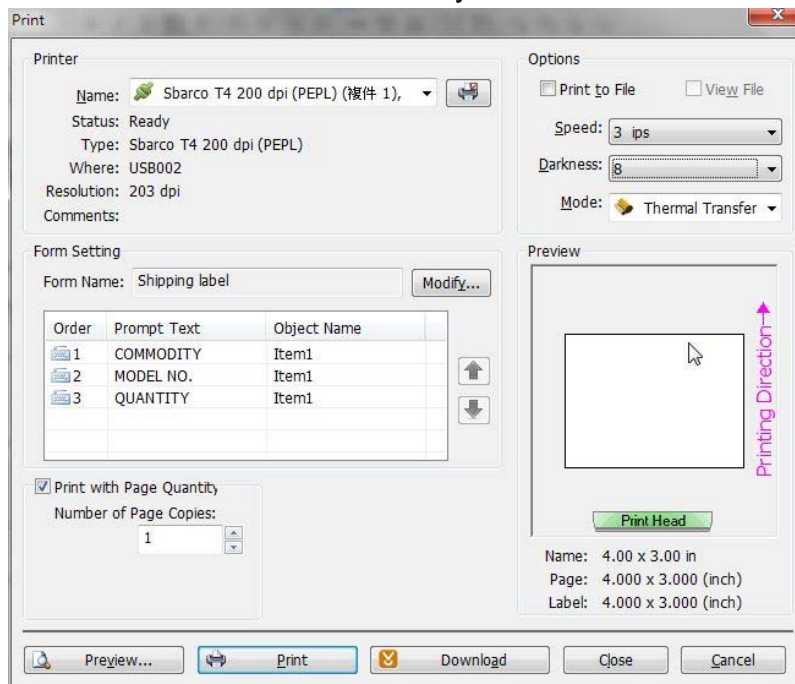 Print
Printer
Name: Sbarco T4 200 dpi (PEPL) (複件 1),
Status: Ready
Type: Sbarco T4 200 dpi (PEPL)
Where: USB002
Resolution: 203 dpi
Comments:
Options
Print to File View File
Speed: 3 ips
Darkness: 8
Mode: Thermal Transfer
Form Setting
Form Name: Shipping label Modify...
Order Prompt Text Object Name
1 COMMODITY Item1
2 MODEL NO. Item1
3 QUANTITY Item1
Preview
Printing Direction
Print Head
Name: 4.00 x 3.00 in
Page: 4.000 x 3.000 (inch)
Label: 4.000 x 3.000 (inch)
Print with Page Quantity
Number of Page Copies:
1
Preview... Print Download Close Cancel